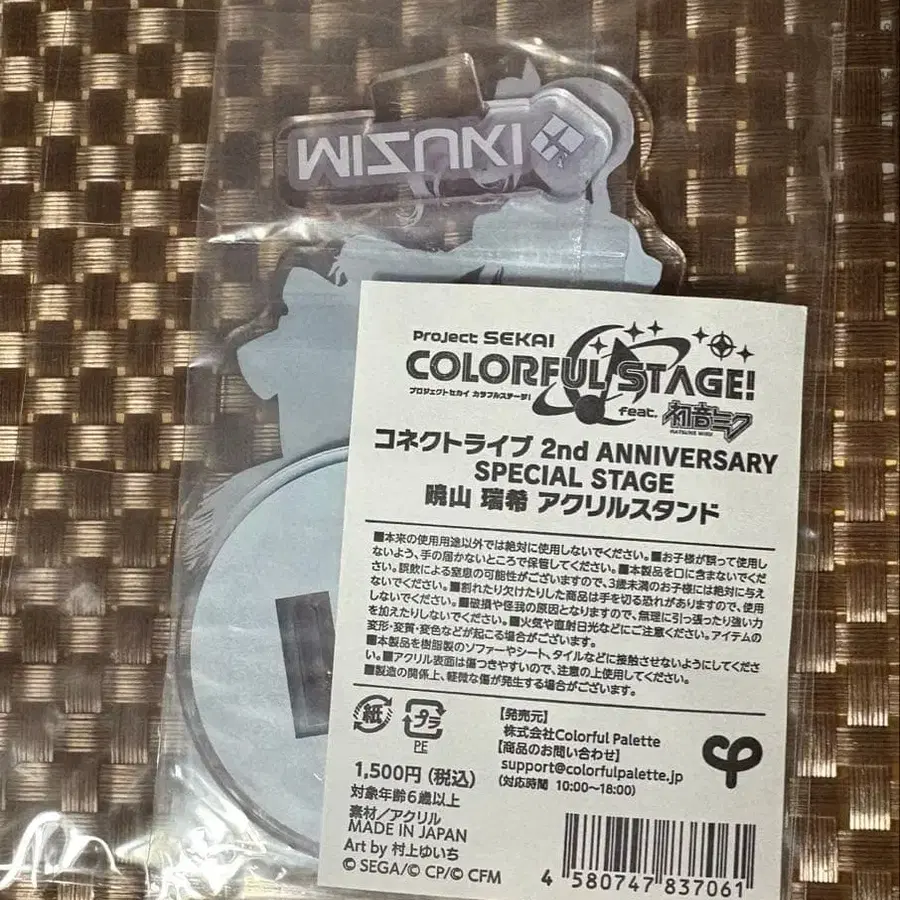 MIZUKI
Project SEKAI
COLORFUL STAGE!
プロジェクトセカイ カラフルステージ!
feat. 初音ミク
HATSUNE MIKU
コネクトライブ 2nd ANNIVERSARY
SPECIAL STAGE
暁山 瑞希 アクリルスタンド
■本来の使用用途以外では絶対に使用しないでください。■お子様が誤って使用し
ないよう、手の届かないところで保管してください。■本製品を口に含まないでくだ
さい。誤飲による窒息の可能性がございますので、3歳未満のお子様には絶対に与え
ないでください。■割れたり欠けたりした商品は手を切る恐れがありますので、使用
しないでください。■破損や怪我の原因となりますので、無理に引っ張ったり強い力
を加えたりしないでください。■火気や直射日光などにご注意ください。アイテムの
変形・変質・変色などが起こる場合がございます。
■本製品を樹脂製のソファーやシート、タイルなどに接触させないようにしてくださ
い。■アクリル表面は傷つきやすいので、注意の上使用してください。
■製造の関係上、軽微な傷が発生する場合がございます。
紙
プラ
PE
【発売元】
株式会社Colorful Palette
【商品のお問い合わせ】
support@colorfulpalette.jp
(対応時間 10:00〜18:00)
1,500円(税込)
対象年齢6歳以上
素材/アクリル
MADE IN JAPAN
Art by 村上ゆいち
© SEGA/© CP/© CFM
4 580747 837061